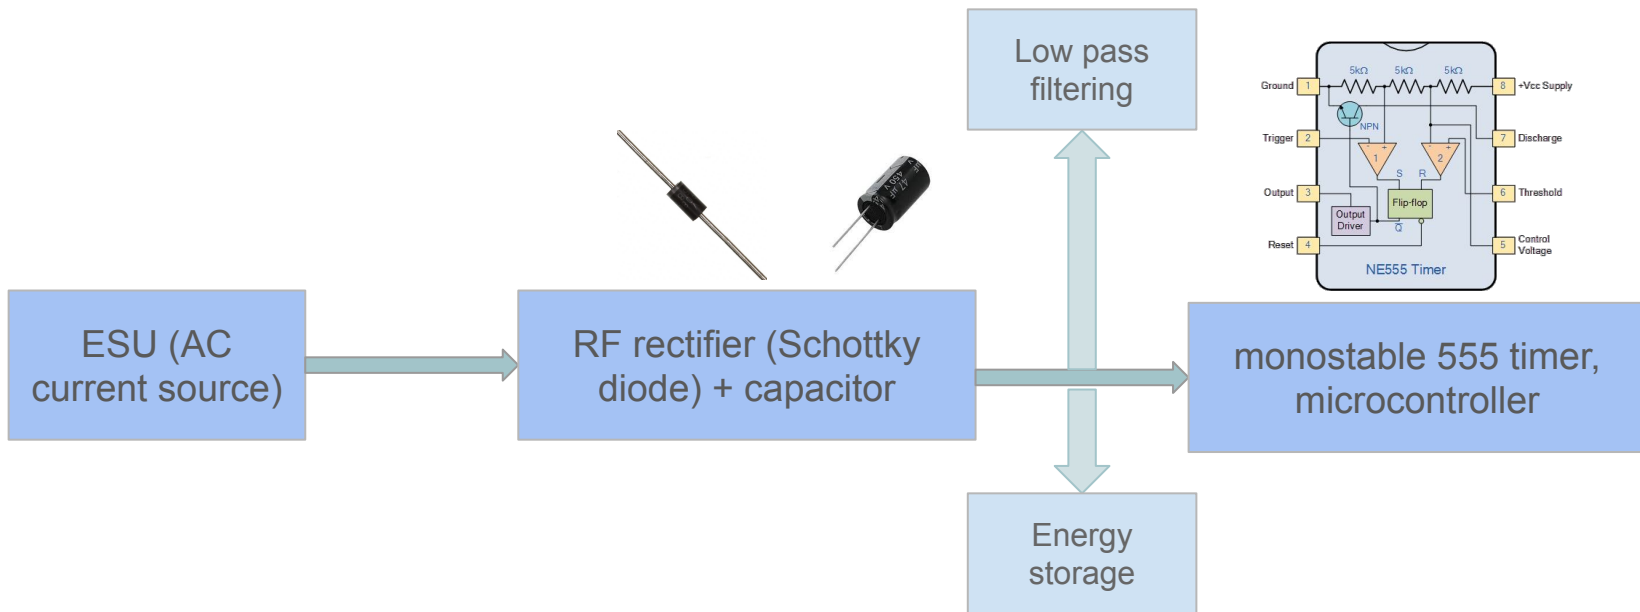 Low pass
filtering
5kΩ 5kΩ 5kΩ
Ground 1
8 +Vcc Supply
NPN
Trigger 2
7 Discharge
- +
- +
1
2
S R
Output 3
6 Threshold
Flip-flop
Output
Driver
Q
Reset 4
5 Control
Voltage
NE555 Timer
47µF
450V
ESU (AC
current source)
RF rectifier (Schottky
diode) + capacitor
monostable 555 timer,
microcontroller
Energy
storage